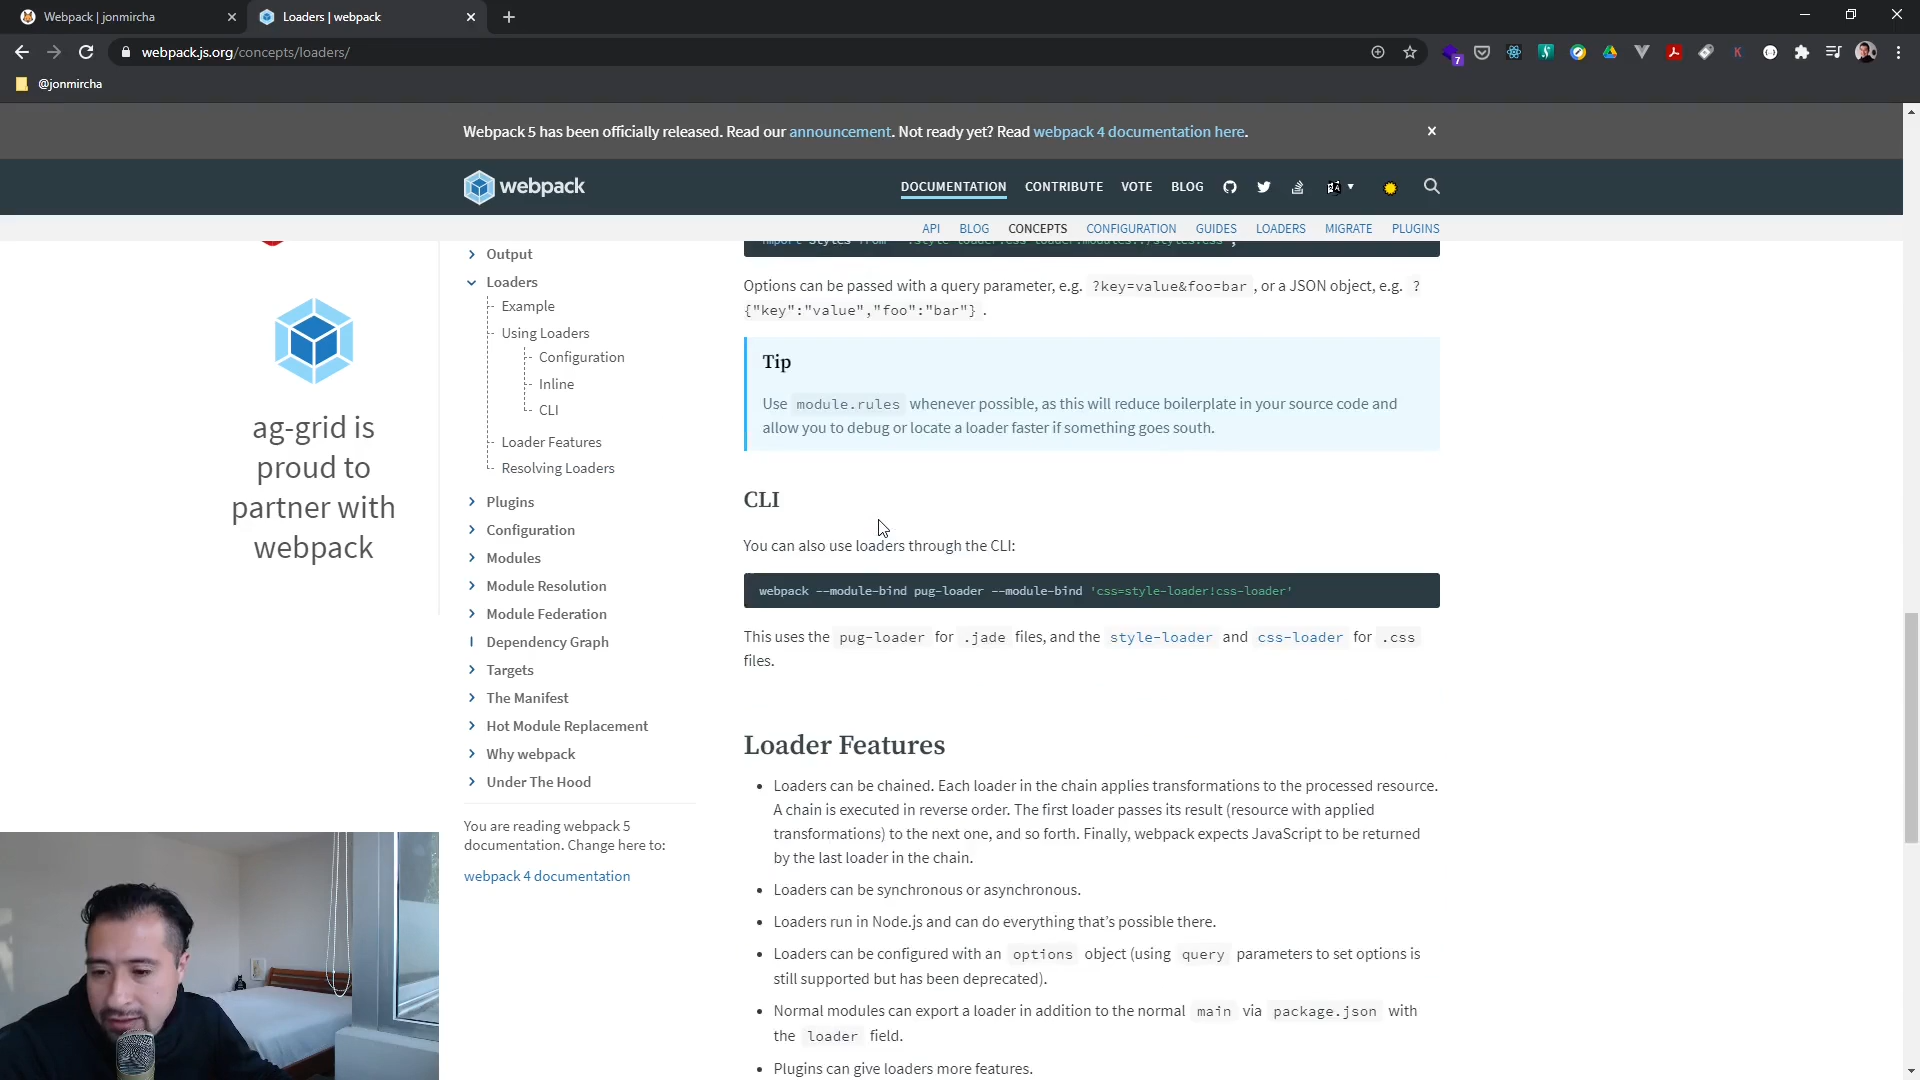 Webpack | jonmircha
Loaders | webpack
webpack.js.org/concepts/loaders/
7
@jonmircha
Webpack 5 has been officially released. Read our announcement. Not ready yet? Read webpack 4 documentation here.
webpack
DOCUMENTATION CONTRIBUTE VOTE BLOG
API BLOG CONCEPTS CONFIGURATION GUIDES LOADERS MIGRATE PLUGINS
ag-grid is
proud to
partner with
webpack
Output
Loaders
Example
Using Loaders
Configuration
Inline
CLI
Loader Features
Resolving Loaders
Plugins
Configuration
Modules
Module Resolution
Module Federation
Dependency Graph
Targets
The Manifest
Hot Module Replacement
Why webpack
Under The Hood
You are reading webpack 5
documentation. Change here to:
webpack 4 documentation
Options can be passed with a query parameter, e.g. ?key=value&foo=bar , or a JSON object, e.g. ?
{"key":"value","foo":"bar"} .
Tip
Use module.rules whenever possible, as this will reduce boilerplate in your source code and
allow you to debug or locate a loader faster if something goes south.
CLI
You can also use loaders through the CLI:
webpack --module-bind pug-loader --module-bind 'css=style-loader!css-loader'
This uses the pug-loader for .jade files, and the style-loader and css-loader for .css
files.
Loader Features
• Loaders can be chained. Each loader in the chain applies transformations to the processed resource.
A chain is executed in reverse order. The first loader passes its result (resource with applied
transformations) to the next one, and so forth. Finally, webpack expects JavaScript to be returned
by the last loader in the chain.
• Loaders can be synchronous or asynchronous.
• Loaders run in Node.js and can do everything that’s possible there.
• Loaders can be configured with an options object (using query parameters to set options is
still supported but has been deprecated).
• Normal modules can export a loader in addition to the normal main via package.json with
the loader field.
• Plugins can give loaders more features.